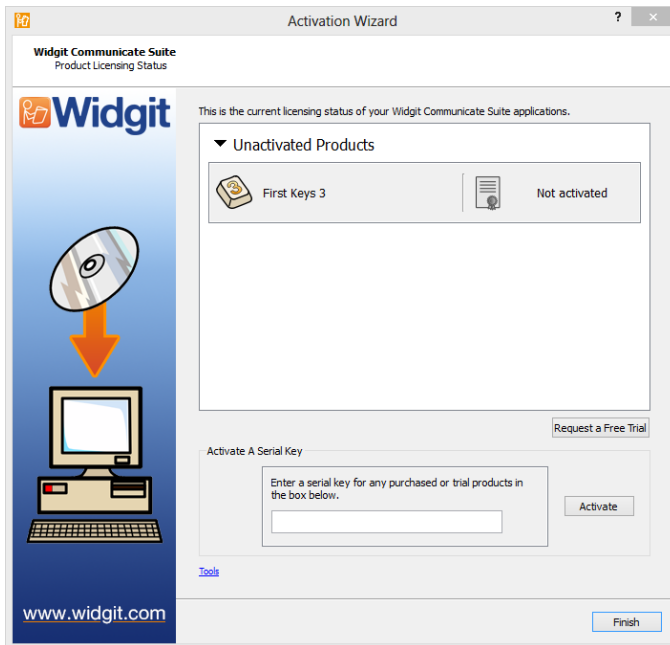 Activation Wizard
?
Widgit Communicate Suite
Product Licensing Status
Widgit
This is the current licensing status of your Widgit Communicate Suite applications.
Unactivated Products
3
First Keys 3
Not activated
Request a Free Trial
Activate A Serial Key
Enter a serial key for any purchased or trial products in
the box below.
Activate
Tools
www.widgit.com
Finish